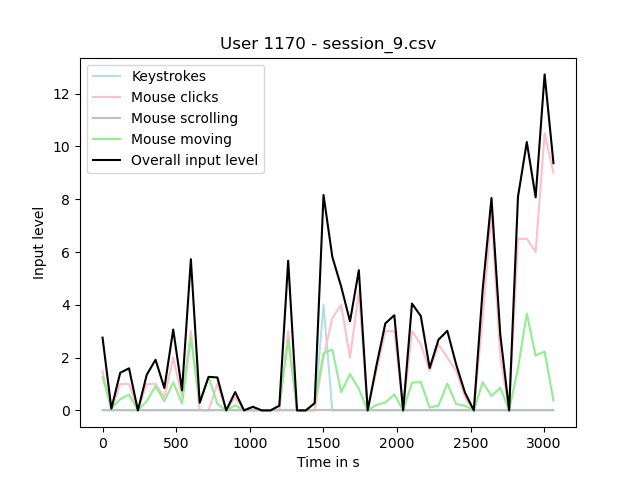 User 1170 - session_9.csv
Keystrokes
Mouse clicks
Mouse scrolling
Mouse moving
Overall input level
Input level
12
10
8
6
4
2
0
0 500 1000 1500 2000 2500 3000
Time in s